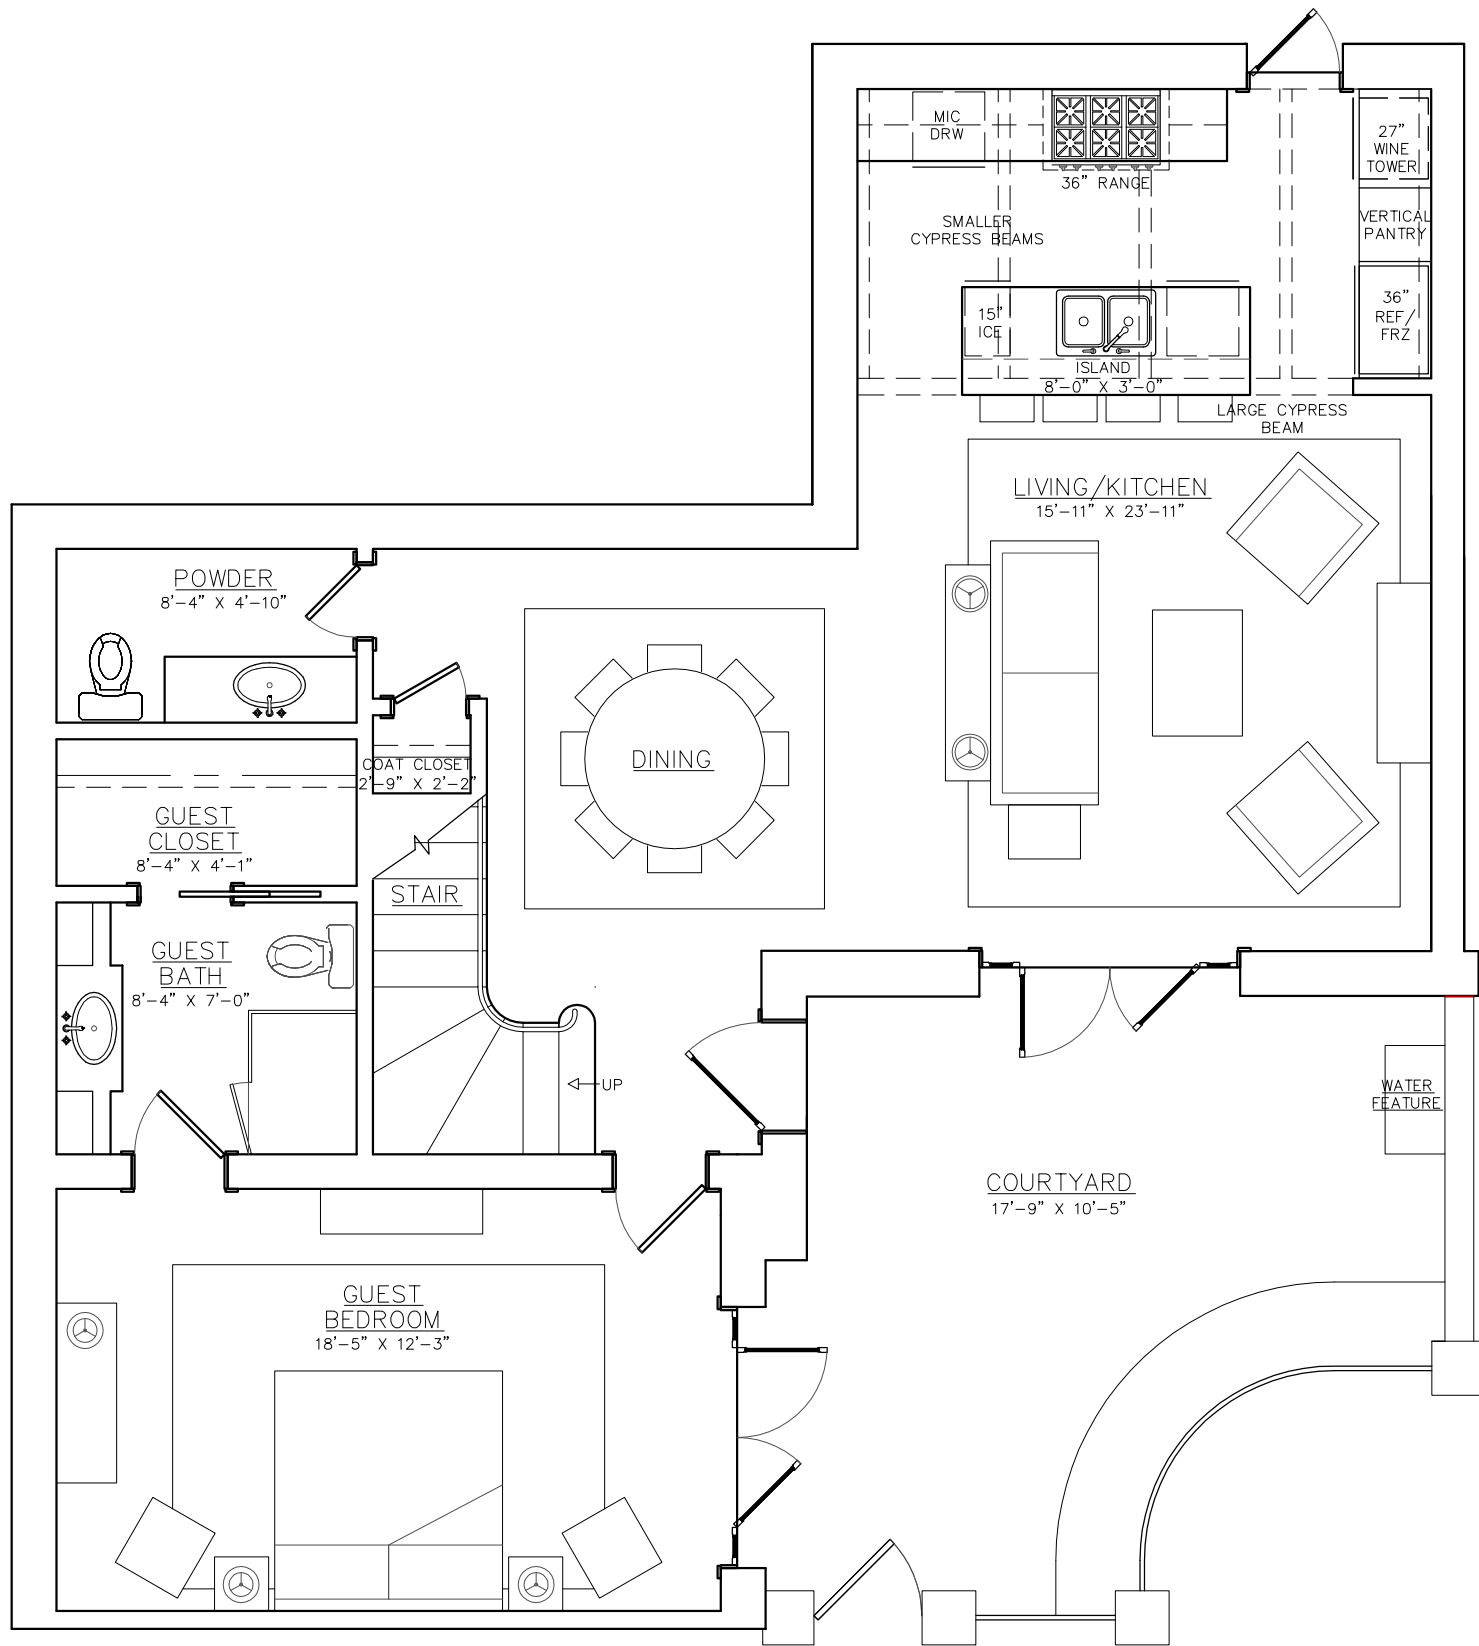 MIC
DRW
36” RANGE
27”
WINE
TOWER
VERTICAL
PANTRY
SMALLER
CYPRESS BEAMS
15”
ICE
36”
REF/
FRZ
ISLAND
8’-0” X 3’-0”
LARGE CYPRESS
BEAM
LIVING/KITCHEN
15’-11” X 23’-11”
POWDER
8’-4” X 4’-10”
COAT CLOSET
2’-9” X 2’-2”
DINING
GUEST
CLOSET
8’-4” X 4’-1”
STAIR
GUEST
BATH
8’-4” X 7’-0”
UP
WATER
FEATURE
COURTYARD
17’-9” X 10’-5”
GUEST
BEDROOM
18’-5” X 12’-3”